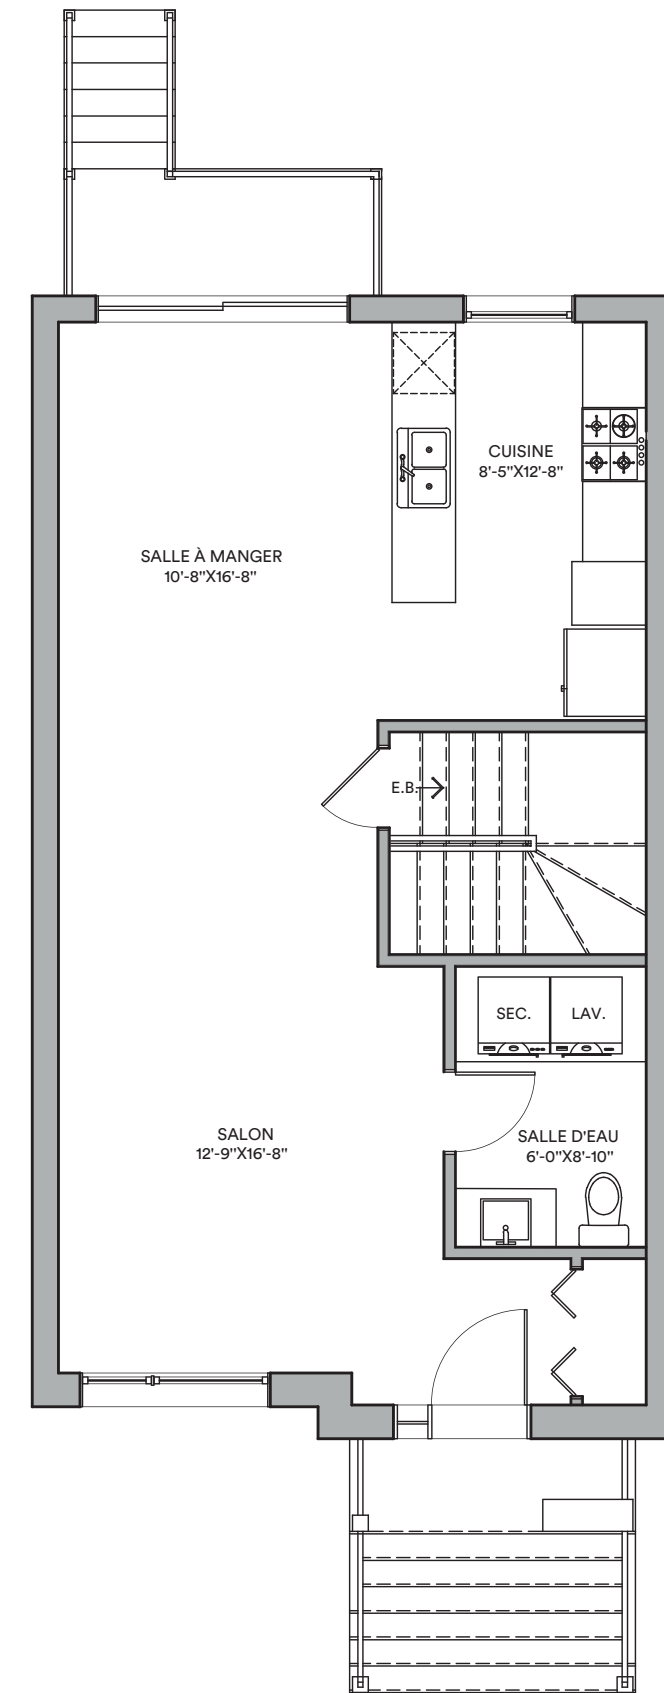 CUISINE
8'-5"X12'-8"
SALLE À MANGER
10'-8"X16'-8"
E.B.
SEC.
LAV.
SALON
12'-9"X16'-8"
SALLE D'EAU
6'-0"X8'-10"